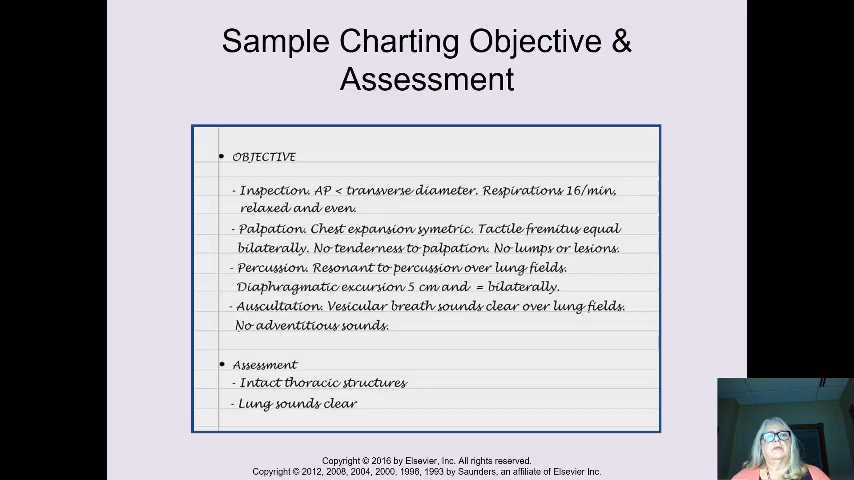 Sample Charting Objective &
Assessment
• OBJECTIVE
- Inspection. AP < transverse diameter. Respirations 16/min,
relaxed and even.
- Palpation. Chest expansion symetric. Tactile fremitus equal
bilaterally. No tenderness to palpation. No lumps or lesions.
- Percussion. Resonant to percussion over lung fields.
Diaphragmatic excursion 5 cm and = bilaterally.
- Auscultation. Vesicular breath sounds clear over lung fields.
No adventitious sounds.
• Assessment
- Intact thoracic structures
- Lung sounds clear
Copyright © 2016 by Elsevier, Inc. All rights reserved.
Copyright © 2012, 2008, 2004, 2000, 1996, 1993 by Saunders, an affiliate of Elsevier Inc.